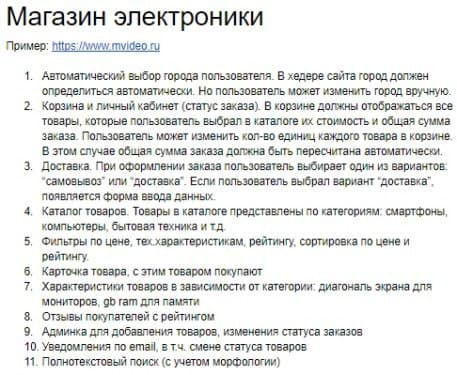 Магазин электроники
Пример: https://www.mvideo.ru
1. Автоматический выбор города пользователя. В хедере сайта город должен
определиться автоматически. Но пользователь может изменить город вручную.
2. Корзина и личный кабинет (статус заказа). В корзине должны отображаться все
товары, которые пользователь выбрал в каталоге их стоимость и общая сумма
заказа. Пользователь может изменить кол-во единиц каждого товара в корзине.
В этом случае общая сумма заказа должна быть пересчитана автоматически.
3. Доставка. При оформлении заказа пользователь выбирает один из вариантов:
“самовывоз” или “доставка”. Если пользователь выбрал вариант “доставка”,
появляется форма ввода данных.
4. Каталог товаров. Товары в каталоге представлены по категориям: смартфоны,
компьютеры, бытовая техника и т.д.
5. Фильтры по цене, тех.характеристикам, рейтингу, сортировка по цене и
рейтингу.
6. Карточка товара, с этим товаром покупают
7. Характеристики товаров в зависимости от категории: диагональ экрана для
мониторов, gb ram для памяти
8. Отзывы покупателей с рейтингом
9. Админка для добавления товаров, изменения статуса заказов
10. Уведомления по email, в т.ч. смене статуса товаров
11. Полнотекстовый поиск (с учетом морфологии)